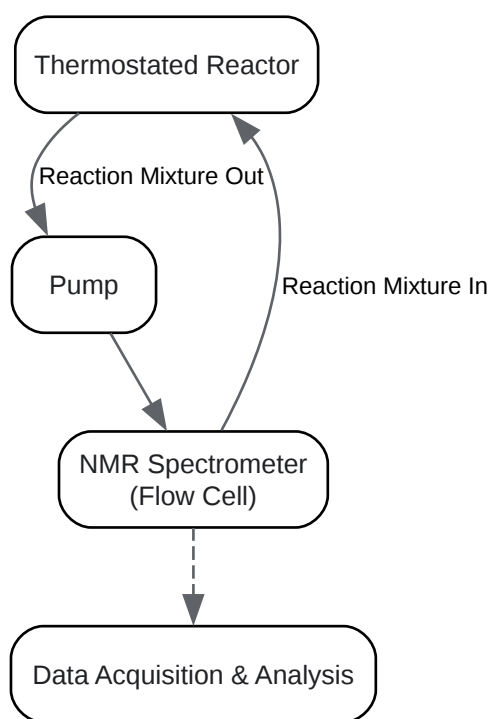 Thermostated Reactor
Reaction Mixture Out
Pump
Reaction Mixture In
NMR Spectrometer
(Flow Cell)
Data Acquisition & Analysis